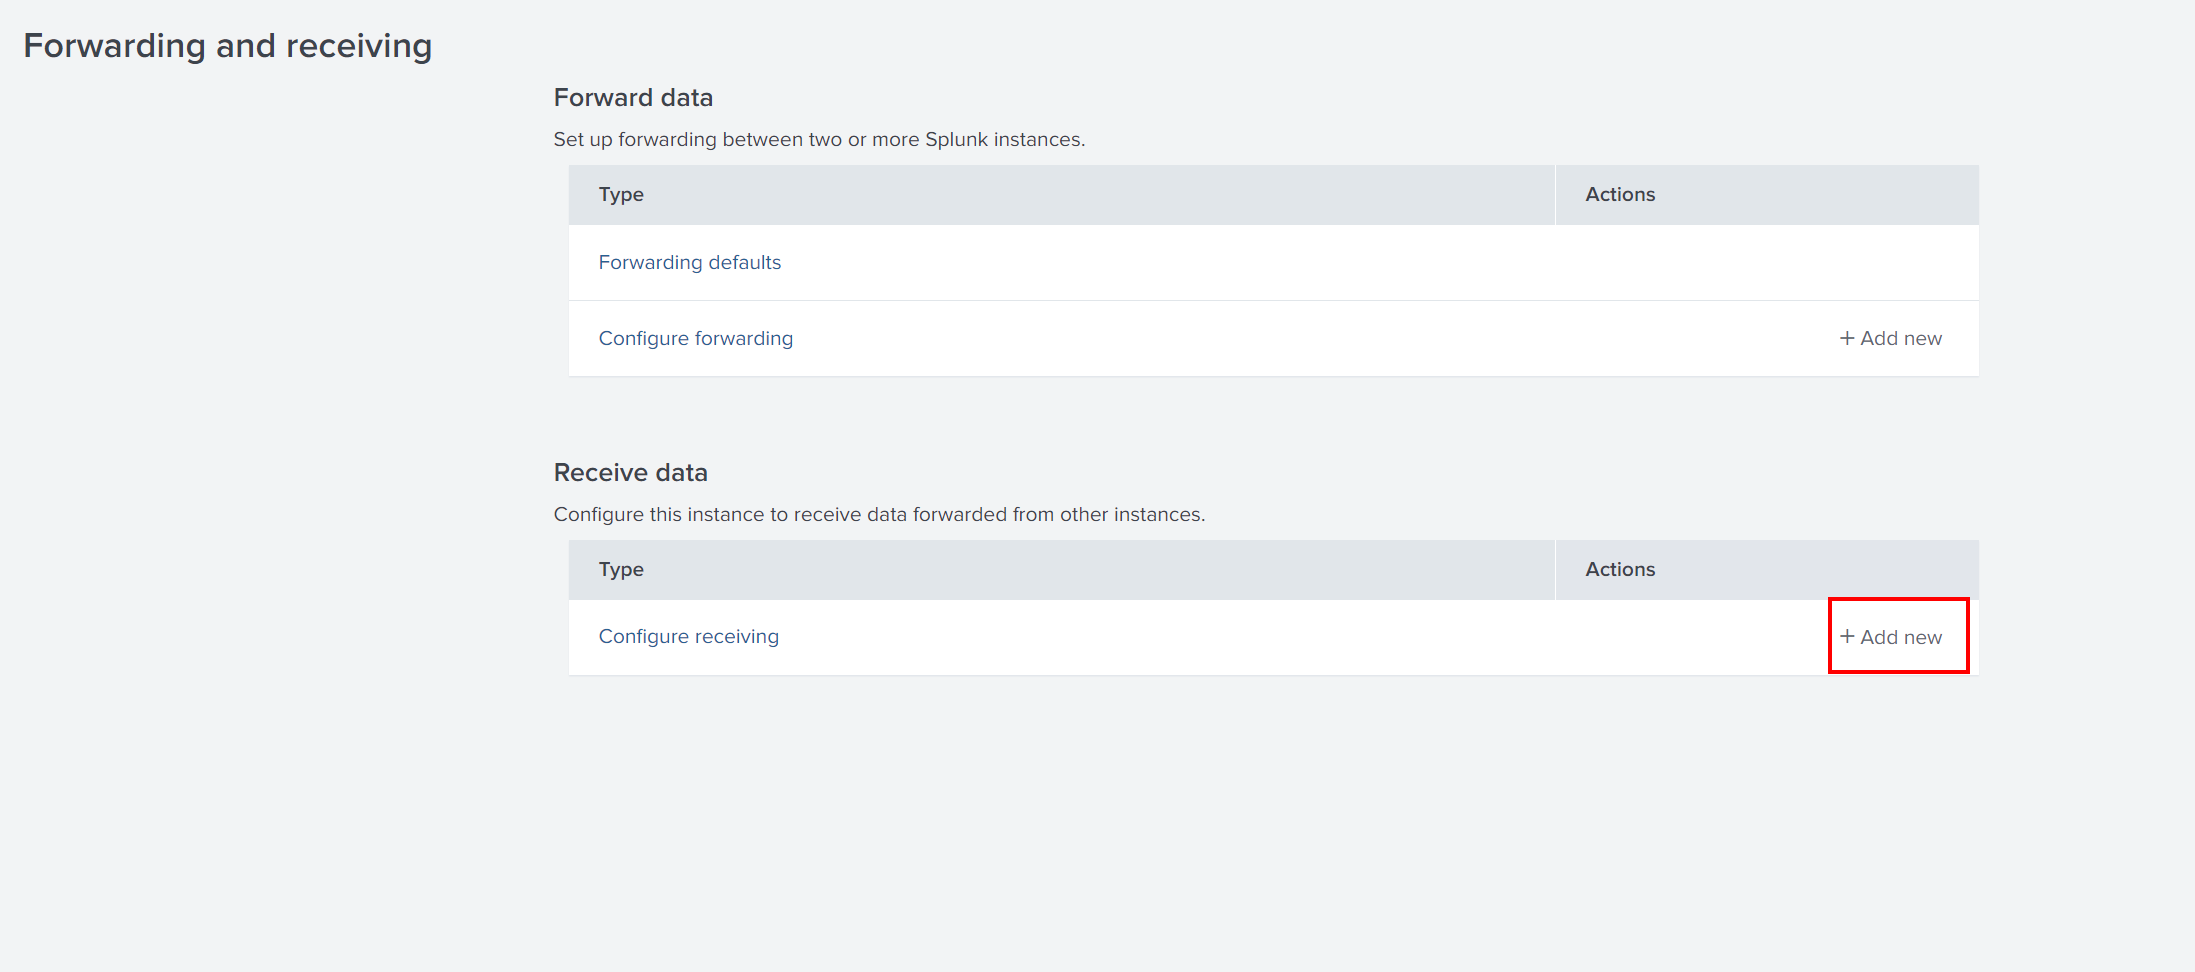 Forwarding and receiving
Forward data
Set up forwarding between two or more Splunk instances.
Type Actions
Forwarding defaults
Configure forwarding + Add new
Receive data
Configure this instance to receive data forwarded from other instances.
Type Actions
Configure receiving + Add new